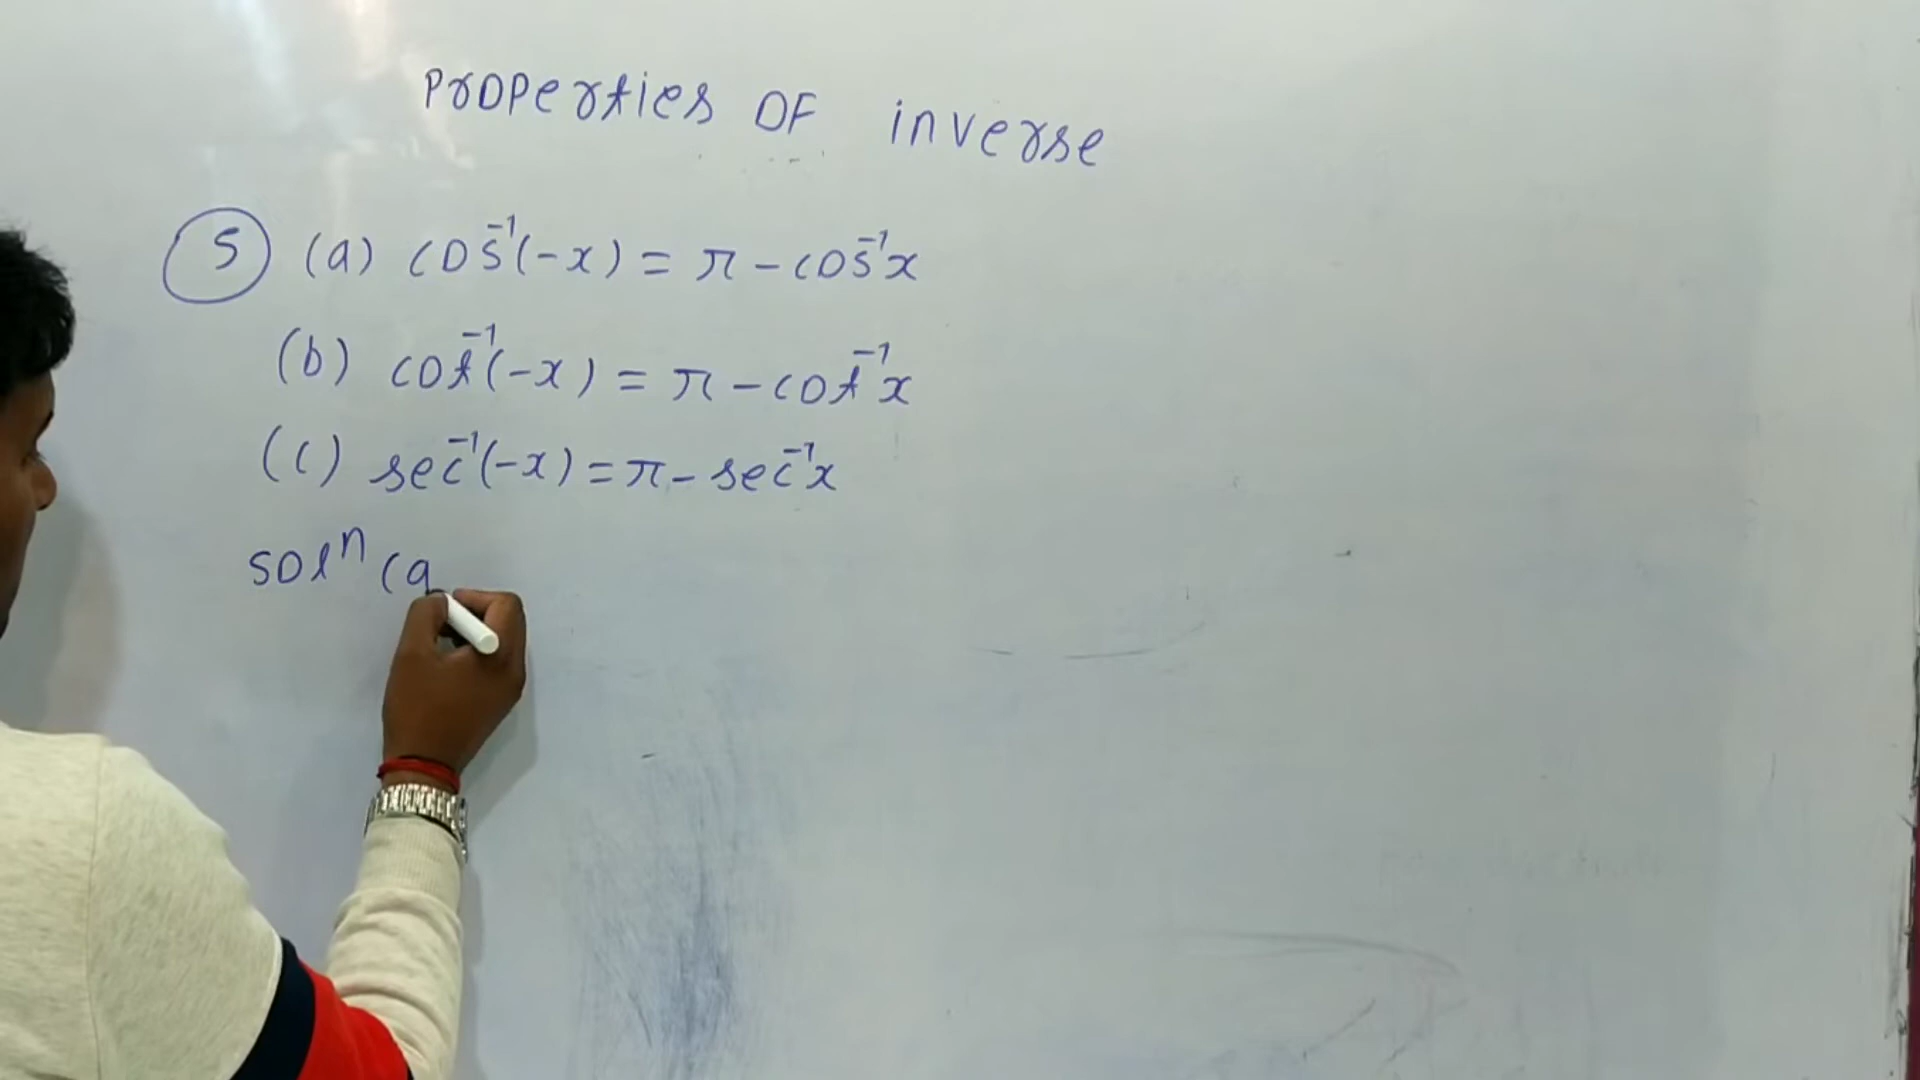 Properties OF inverse
5 (a) cos⁻¹(-x) = π - cos⁻¹x
(b) cot⁻¹(-x) = π - cot⁻¹x
(c) sec⁻¹(-x) = π - sec⁻¹x
solⁿ (a